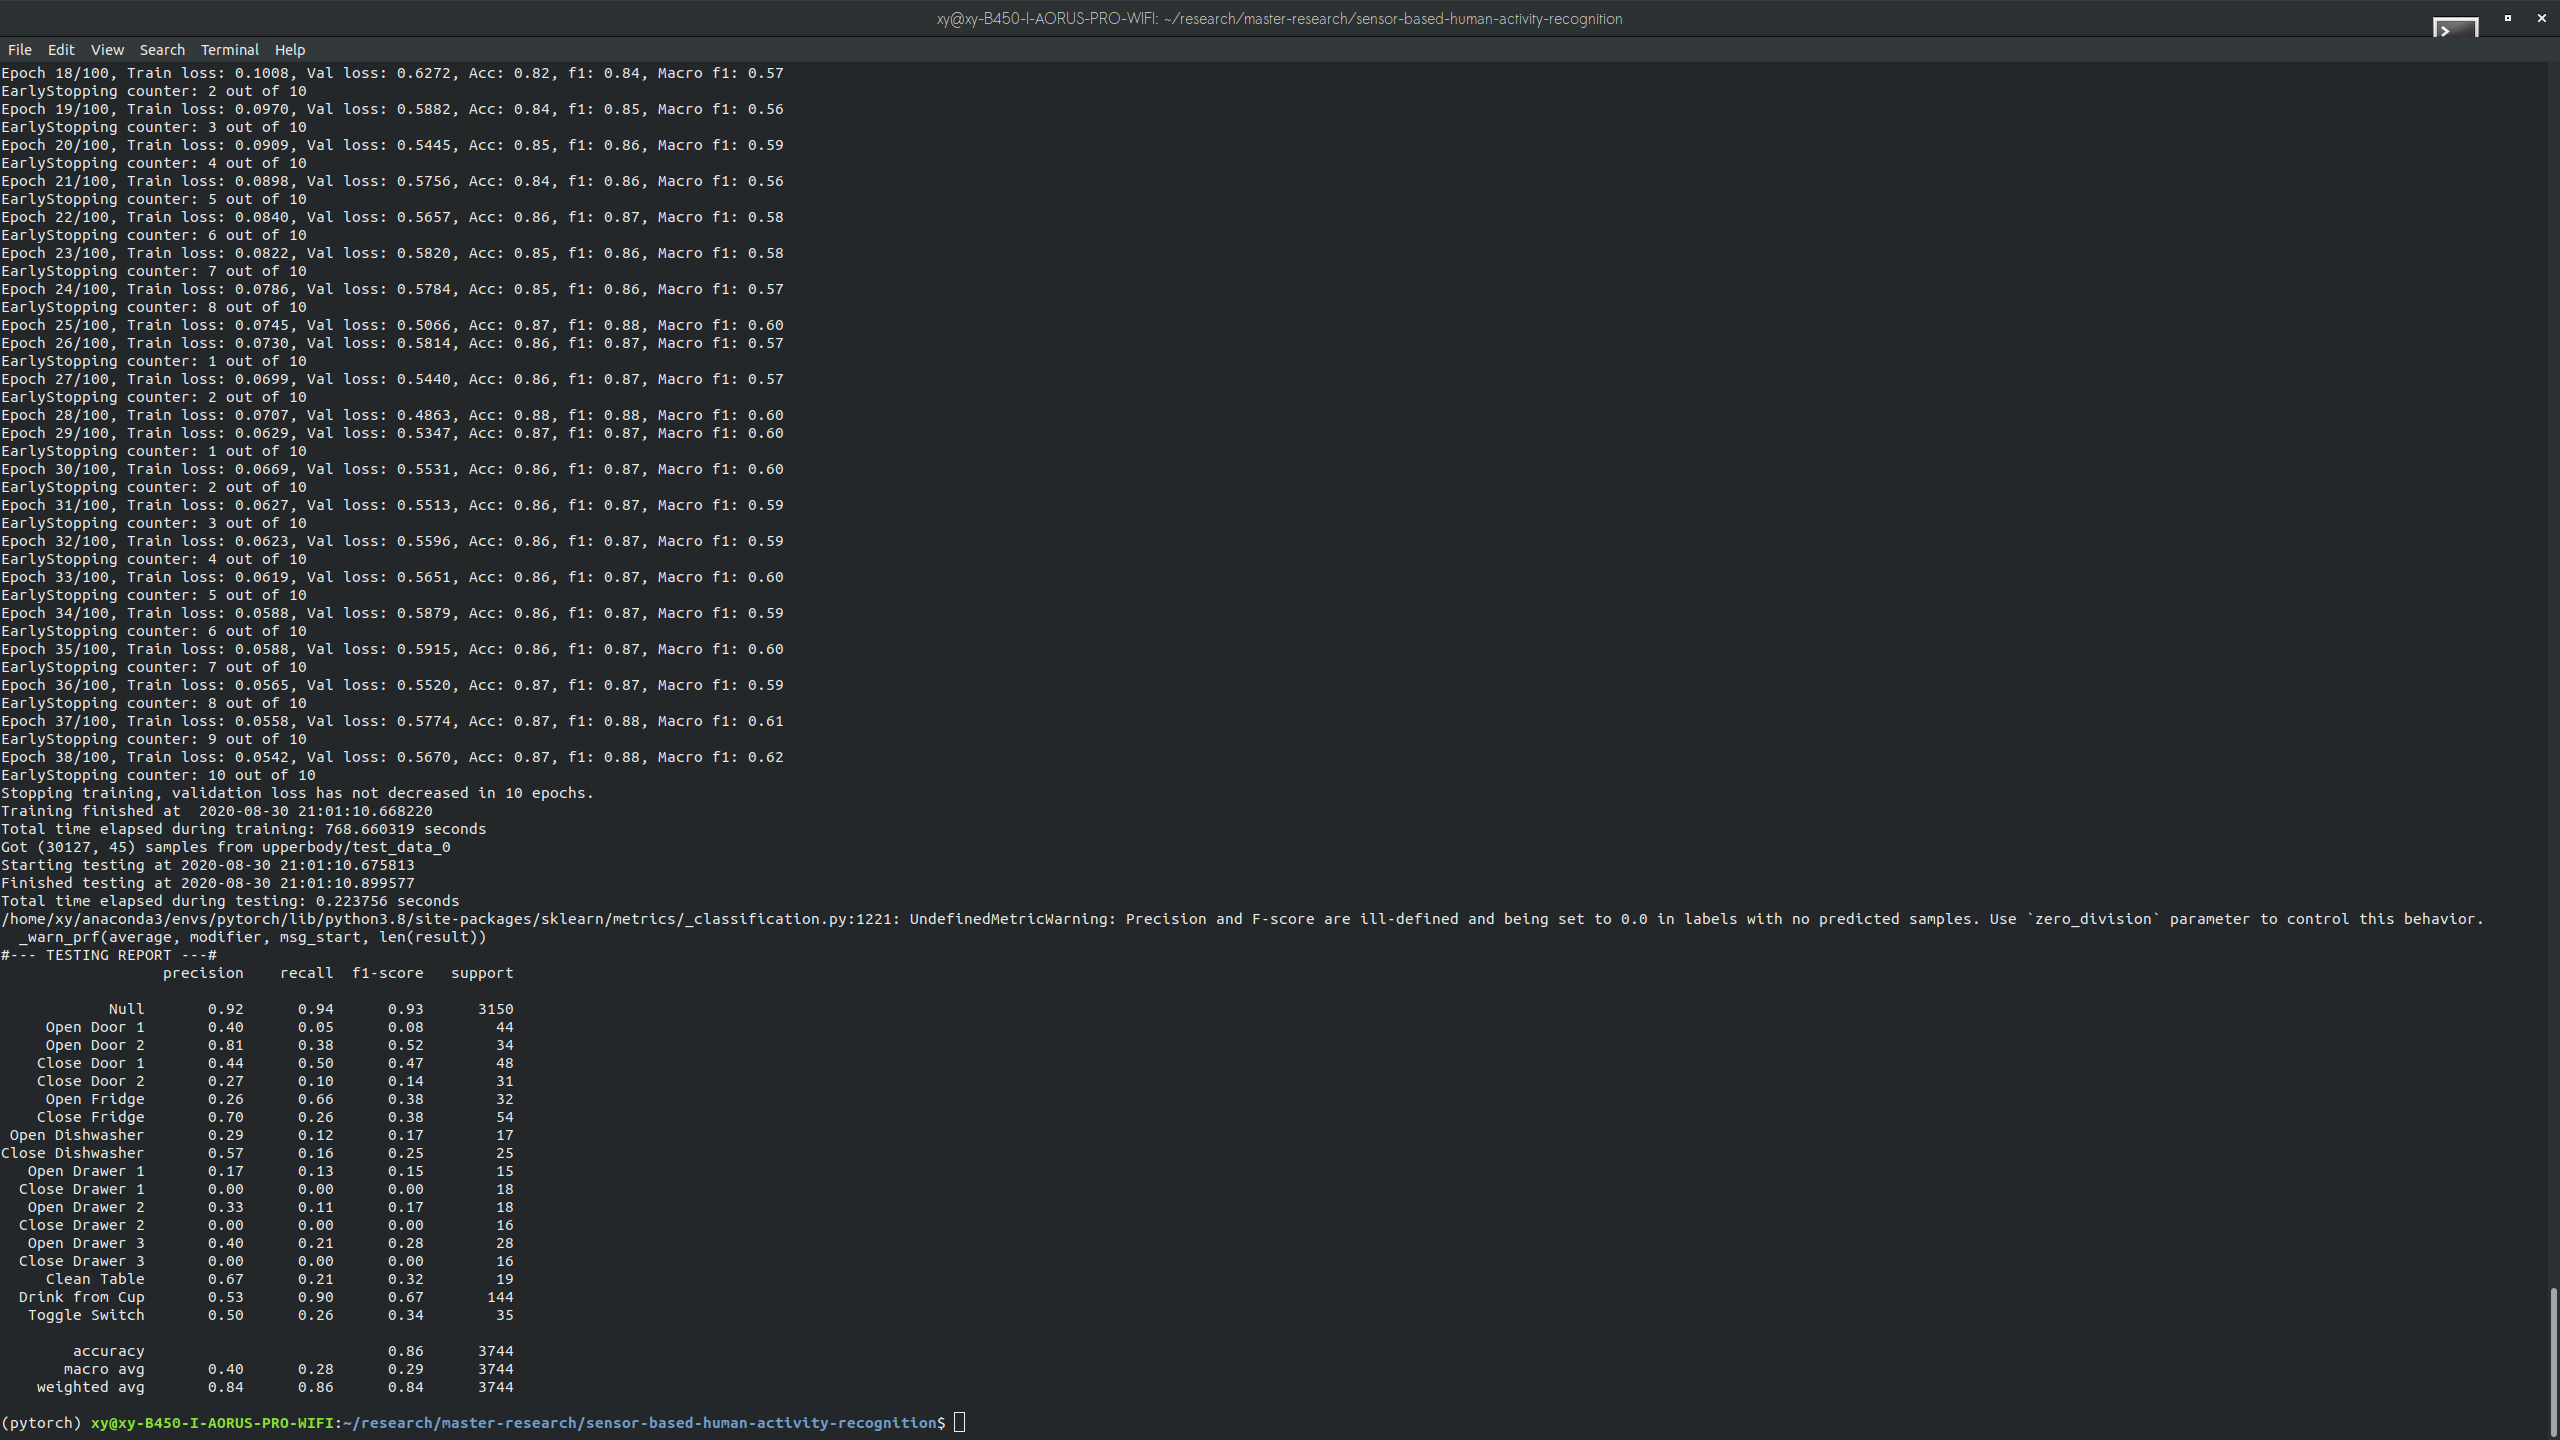 xy@xy-B450-I-AORUS-PRO-WIFI: ~/research/master-research/sensor-based-human-activity-recognition
File Edit View Search Terminal Help
Epoch 18/100, Train loss: 0.1008, Val loss: 0.6272, Acc: 0.82, f1: 0.84, Macro f1: 0.57
EarlyStopping counter: 2 out of 10
Epoch 19/100, Train loss: 0.0970, Val loss: 0.5882, Acc: 0.84, f1: 0.85, Macro f1: 0.56
EarlyStopping counter: 3 out of 10
Epoch 20/100, Train loss: 0.0909, Val loss: 0.5445, Acc: 0.85, f1: 0.86, Macro f1: 0.59
EarlyStopping counter: 4 out of 10
Epoch 21/100, Train loss: 0.0898, Val loss: 0.5756, Acc: 0.84, f1: 0.86, Macro f1: 0.56
EarlyStopping counter: 5 out of 10
Epoch 22/100, Train loss: 0.0840, Val loss: 0.5657, Acc: 0.86, f1: 0.87, Macro f1: 0.58
EarlyStopping counter: 6 out of 10
Epoch 23/100, Train loss: 0.0822, Val loss: 0.5820, Acc: 0.85, f1: 0.86, Macro f1: 0.58
EarlyStopping counter: 7 out of 10
Epoch 24/100, Train loss: 0.0786, Val loss: 0.5784, Acc: 0.85, f1: 0.86, Macro f1: 0.57
EarlyStopping counter: 8 out of 10
Epoch 25/100, Train loss: 0.0745, Val loss: 0.5066, Acc: 0.87, f1: 0.88, Macro f1: 0.60
Epoch 26/100, Train loss: 0.0730, Val loss: 0.5814, Acc: 0.86, f1: 0.87, Macro f1: 0.57
EarlyStopping counter: 1 out of 10
Epoch 27/100, Train loss: 0.0699, Val loss: 0.5440, Acc: 0.86, f1: 0.87, Macro f1: 0.57
EarlyStopping counter: 2 out of 10
Epoch 28/100, Train loss: 0.0707, Val loss: 0.4863, Acc: 0.88, f1: 0.88, Macro f1: 0.60
Epoch 29/100, Train loss: 0.0629, Val loss: 0.5347, Acc: 0.87, f1: 0.87, Macro f1: 0.60
EarlyStopping counter: 1 out of 10
Epoch 30/100, Train loss: 0.0669, Val loss: 0.5531, Acc: 0.86, f1: 0.87, Macro f1: 0.60
EarlyStopping counter: 2 out of 10
Epoch 31/100, Train loss: 0.0627, Val loss: 0.5513, Acc: 0.86, f1: 0.87, Macro f1: 0.59
EarlyStopping counter: 3 out of 10
Epoch 32/100, Train loss: 0.0623, Val loss: 0.5596, Acc: 0.86, f1: 0.87, Macro f1: 0.59
EarlyStopping counter: 4 out of 10
Epoch 33/100, Train loss: 0.0619, Val loss: 0.5651, Acc: 0.86, f1: 0.87, Macro f1: 0.60
EarlyStopping counter: 5 out of 10
Epoch 34/100, Train loss: 0.0588, Val loss: 0.5879, Acc: 0.86, f1: 0.87, Macro f1: 0.59
EarlyStopping counter: 6 out of 10
Epoch 35/100, Train loss: 0.0588, Val loss: 0.5915, Acc: 0.86, f1: 0.87, Macro f1: 0.60
EarlyStopping counter: 7 out of 10
Epoch 36/100, Train loss: 0.0565, Val loss: 0.5520, Acc: 0.87, f1: 0.87, Macro f1: 0.59
EarlyStopping counter: 8 out of 10
Epoch 37/100, Train loss: 0.0558, Val loss: 0.5774, Acc: 0.87, f1: 0.88, Macro f1: 0.61
EarlyStopping counter: 9 out of 10
Epoch 38/100, Train loss: 0.0542, Val loss: 0.5670, Acc: 0.87, f1: 0.88, Macro f1: 0.62
EarlyStopping counter: 10 out of 10
Stopping training, validation loss has not decreased in 10 epochs.
Training finished at  2020-08-30 21:01:10.668220
Total time elapsed during training: 768.660319 seconds
Got (30127, 45) samples from upperbody/test_data_0
Starting testing at 2020-08-30 21:01:10.675813
Finished testing at 2020-08-30 21:01:10.899577
Total time elapsed during testing: 0.223756 seconds
/home/xy/anaconda3/envs/pytorch/lib/python3.8/site-packages/sklearn/metrics/_classification.py:1221: UndefinedMetricWarning: Precision and F-score are ill-defined and being set to 0.0 in labels with no predicted samples. Use `zero_division` parameter to control this behavior.
  _warn_prf(average, modifier, msg_start, len(result))
#--- TESTING REPORT ---#
precision recall f1-score support
Null 0.92 0.94 0.93 3150
Open Door 1 0.40 0.05 0.08 44
Open Door 2 0.81 0.38 0.52 34
Close Door 1 0.44 0.50 0.47 48
Close Door 2 0.27 0.10 0.14 31
Open Fridge 0.26 0.66 0.38 32
Close Fridge 0.70 0.26 0.38 54
Open Dishwasher 0.29 0.12 0.17 17
Close Dishwasher 0.57 0.16 0.25 25
Open Drawer 1 0.17 0.13 0.15 15
Close Drawer 1 0.00 0.00 0.00 18
Open Drawer 2 0.33 0.11 0.17 18
Close Drawer 2 0.00 0.00 0.00 16
Open Drawer 3 0.40 0.21 0.28 28
Close Drawer 3 0.00 0.00 0.00 16
Clean Table 0.67 0.21 0.32 19
Drink from Cup 0.53 0.90 0.67 144
Toggle Switch 0.50 0.26 0.34 35
accuracy 0.86 3744
macro avg 0.40 0.28 0.29 3744
weighted avg 0.84 0.86 0.84 3744
(pytorch) xy@xy-B450-I-AORUS-PRO-WIFI:~/research/master-research/sensor-based-human-activity-recognition$